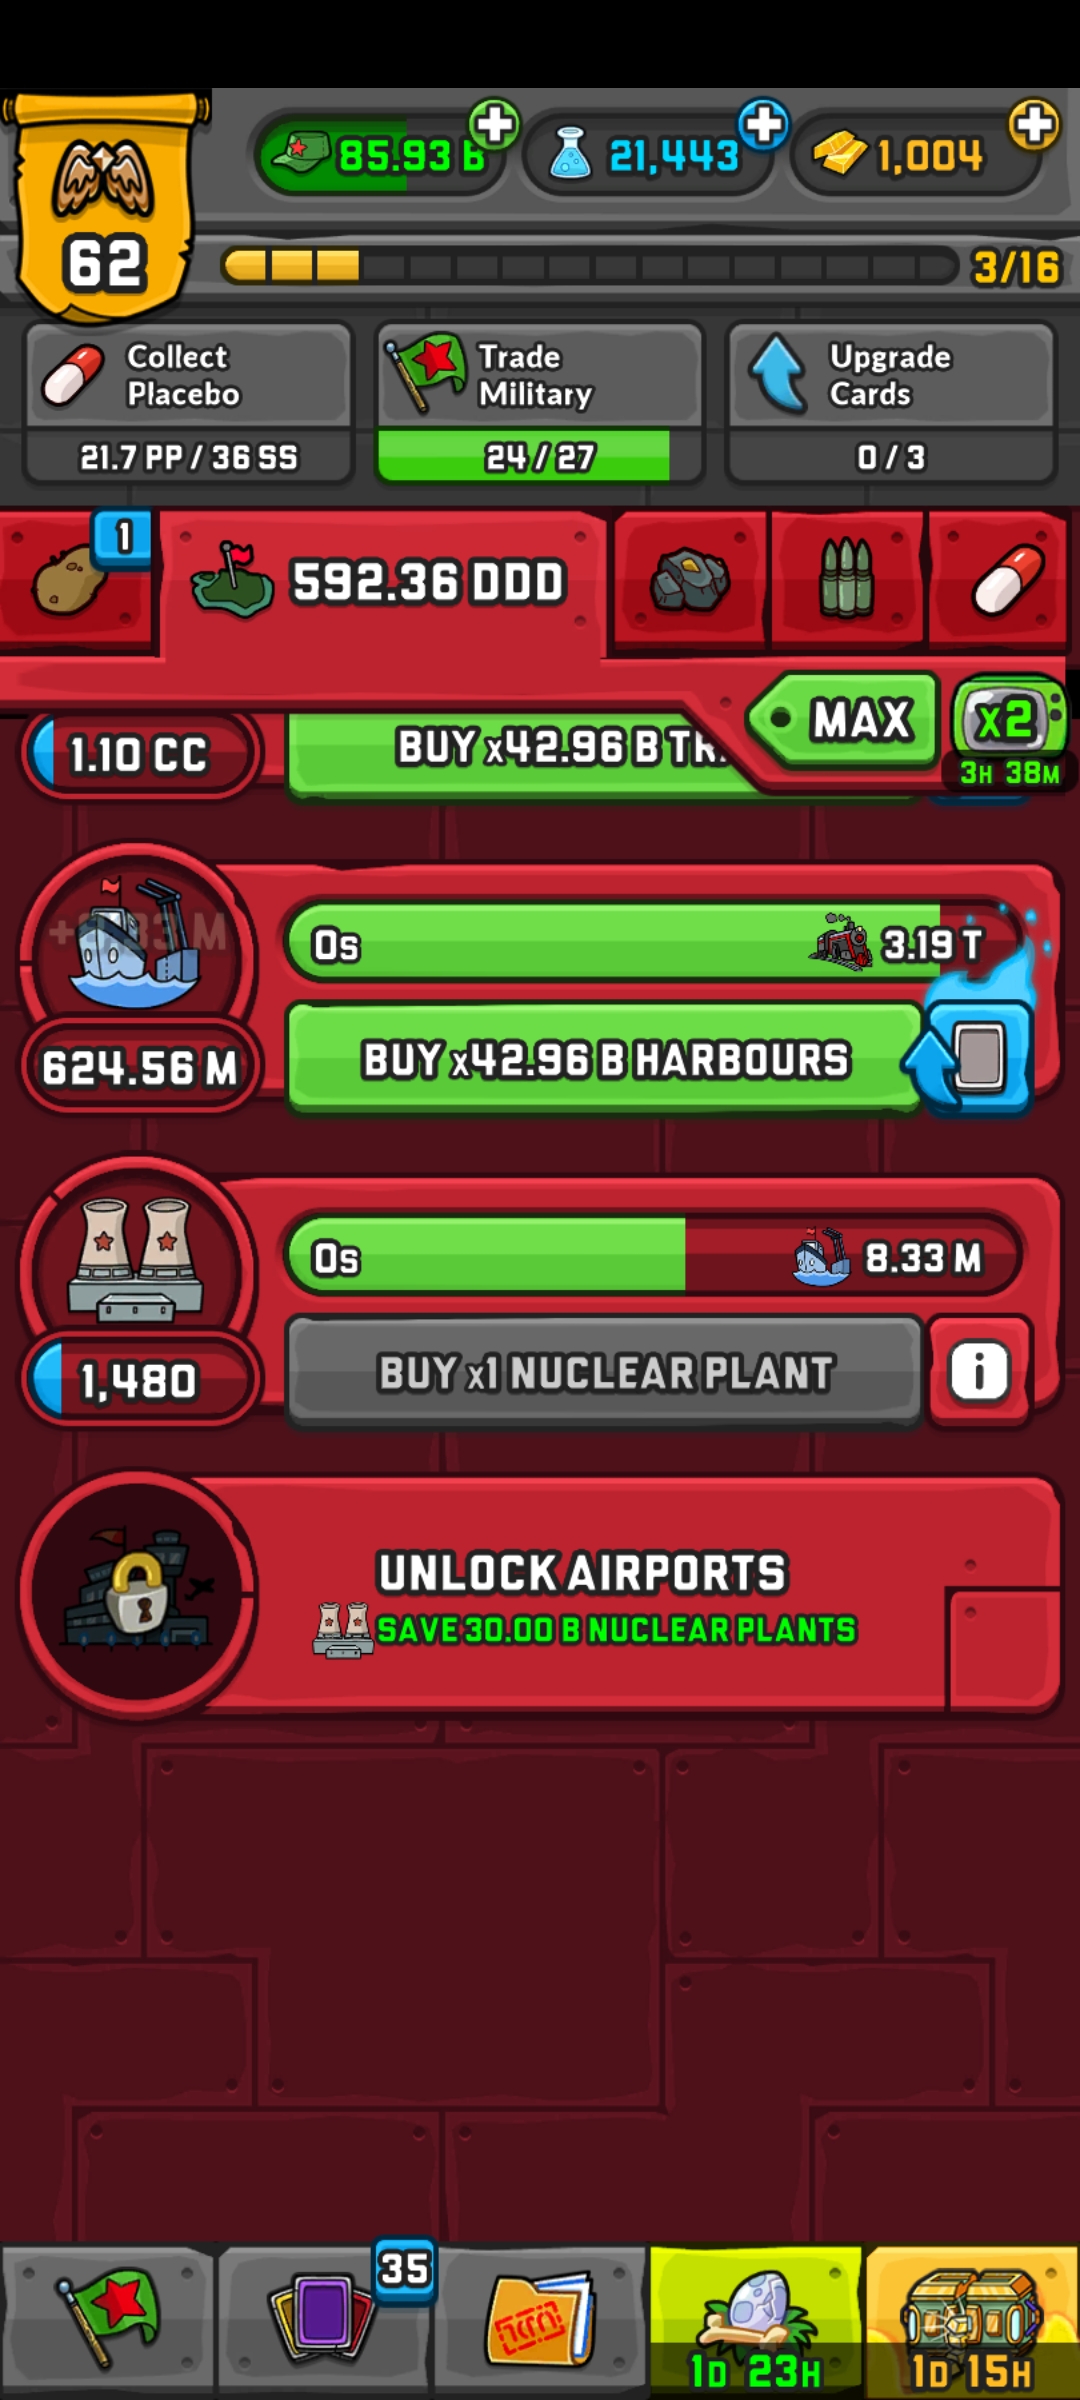 85.93 B
21,443
1,004
62
3/16
Collect
Placebo
21.7 PP / 36 SS
Trade
Military
24 / 27
Upgrade
Cards
0 / 3
1
592.36 DDD
MAX
x2
3H 38M
1.10 CC
BUY x42.96 B
0s
3.19 T
624.56 M
BUY x42.96 B HARBOURS
0s
8.33 M
1,480
BUY x1 NUCLEAR PLANT
i
UNLOCK AIRPORTS
SAVE 30.00 B NUCLEAR PLANTS
35
1D 23H
1D 15H